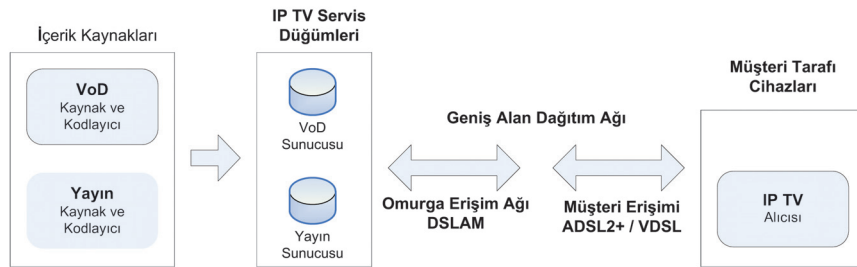 İçerik Kaynakları
VoD
Kaynak ve
Kodlayıcı
Yayın
Kaynak ve
Kodlayıcı
IP TV Servis
Düğümleri
VoD
Sunucusu
Yayın
Sunucusu
Geniş Alan Dağıtım Ağı
Omurga Erişim Ağı
DSLAM
Müşteri Erişimi
ADSL2+ / VDSL
Müşteri Tarafı
Cihazları
IP TV
Alıcısı